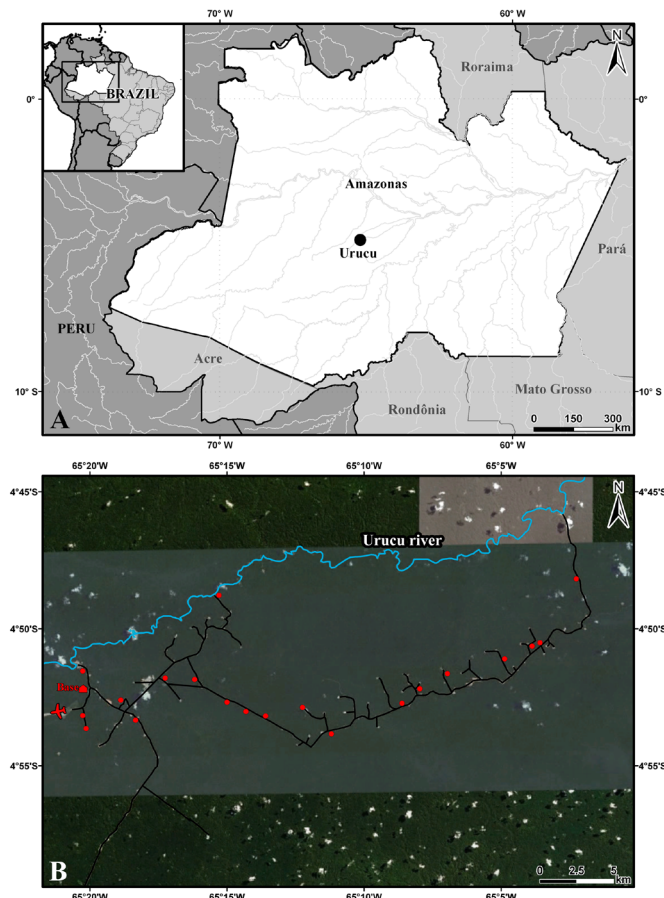 70° W
60° W
N
Roraima
BRAZIL
0°
Amazonas
Urucu
Pará
PERU
Acre
10° S
10° S
Mato Grosso
Rondônia
A
0 150 300
km
70° W
60° W
65°20'W
65°15'W
65°10'W
65°5'W
4°45'S
4°45'S
N
Urucu river
4°50'S
4°50'S
Base
4°55'S
4°55'S
B
0 2.5 5
km
65°20'W
65°15'W
65°10'W
65°5'W